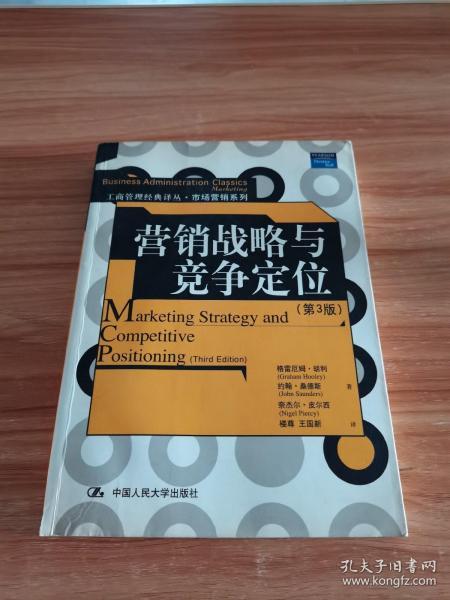 PEARSON
Prentice Hall
Business Administration Classics
Marketing
工商管理经典译丛·市场营销系列
营销战略与
竞争定位
(第3版)
Marketing Strategy and
Competitive
Positioning (Third Edition)
格雷厄姆·胡利
(Graham Hooley)
约翰·桑德斯 著
(John Saunders)
奈杰尔·皮尔西
(Nigel Piercy)
楼尊 王国新 译
中国人民大学出版社
孔夫子旧书网
www.kongfz.com